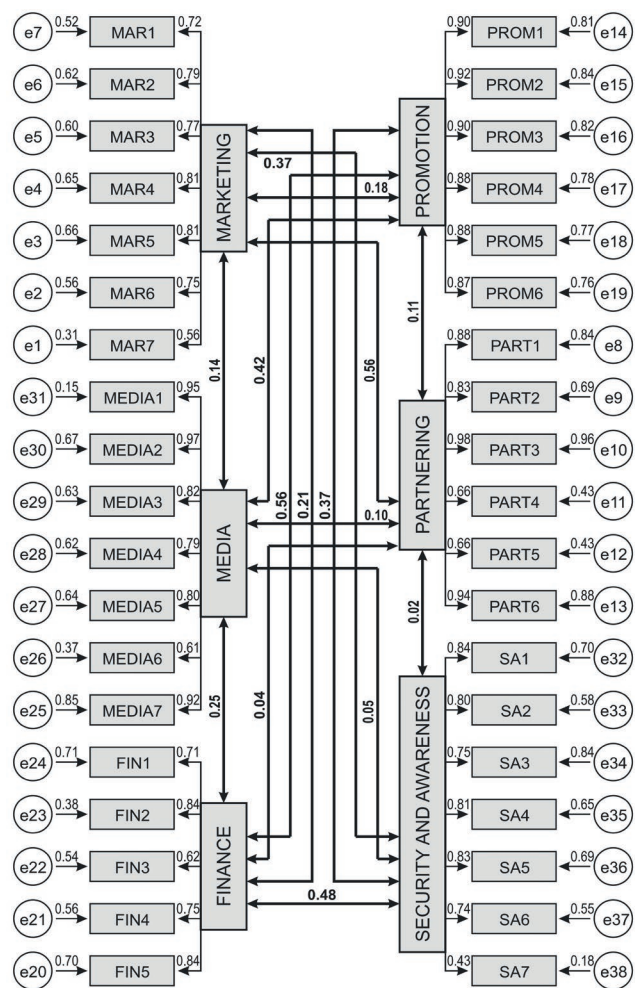 e7 0.52 MAR1 0.72
e6 0.62 MAR2 0.79
e5 0.60 MAR3 0.77
e4 0.65 MAR4 0.81
e3 0.66 MAR5 0.81
e2 0.56 MAR6 0.75
e1 0.31 MAR7 0.56
e31 0.15 MEDIA1 0.95
e30 0.67 MEDIA2 0.97
e29 0.63 MEDIA3 0.82
e28 0.62 MEDIA4 0.79
e27 0.64 MEDIA5 0.80
e26 0.37 MEDIA6 0.61
e25 0.85 MEDIA7 0.92
e24 0.71 FIN1 0.71
e23 0.38 FIN2 0.84
e22 0.54 FIN3 0.62
e21 0.56 FIN4 0.75
e20 0.70 FIN5 0.84
MARKETING
MEDIA
FINANCE
0.14
0.25
0.37
0.18
0.42
0.56
0.56
0.21
0.37
0.10
0.04
0.05
0.48
PROMOTION
PARTNERING
SECURITY AND AWARENESS
0.11
0.02
0.90 PROM1 0.81 e14
0.92 PROM2 0.84 e15
0.90 PROM3 0.82 e16
0.88 PROM4 0.78 e17
0.88 PROM5 0.77 e18
0.87 PROM6 0.76 e19
0.88 PART1 0.84 e8
0.83 PART2 0.69 e9
0.98 PART3 0.96 e10
0.66 PART4 0.43 e11
0.66 PART5 0.43 e12
0.94 PART6 0.88 e13
0.84 SA1 0.70 e32
0.80 SA2 0.58 e33
0.75 SA3 0.84 e34
0.81 SA4 0.65 e35
0.83 SA5 0.69 e36
0.74 SA6 0.55 e37
0.43 SA7 0.18 e38